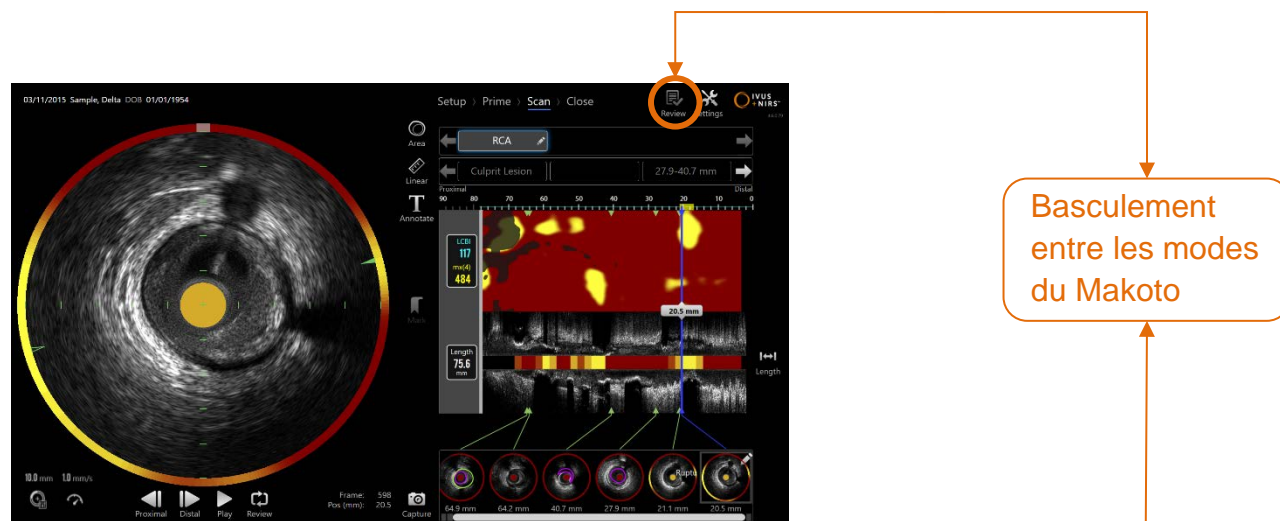 03/11/2015 Sample, Delta DOB 01/01/1954
Setup Prime Scan Close
Review
IVUS
+NIRS
Area
RCA
Linear
Culprit Lesion
27.9-40.7 mm
Annotate
Proximal
Distal
90 80 70 60 50 40 30 20 10 0
LCBI
117
mx(4)
484
Mark
20.5 mm
Length
75.6
mm
Length
10.0 mm 1.0 mm/s
Proximal Distal Play Review
Frame: 598
Pos (mm): 20.5
Capture
64.9 mm 64.2 mm 40.7 mm 27.9 mm 21.1 mm 20.5 mm
Basculement
entre les modes
du Makoto